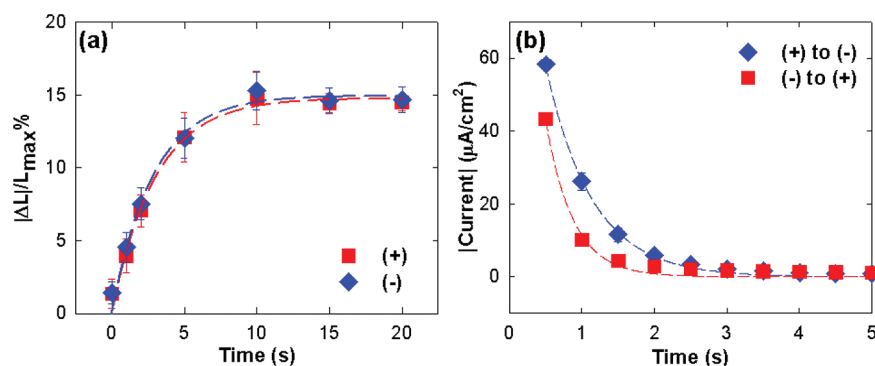 (a)
20
15
10
5
0
|ΔL|/Lmax%
0 5 10 15 20
Time (s)
(+)
(-)
(b)
60
40
20
0
|Current| (µA/cm²)
0 1 2 3 4 5
Time (s)
(+) to (-)
(-) to (+)